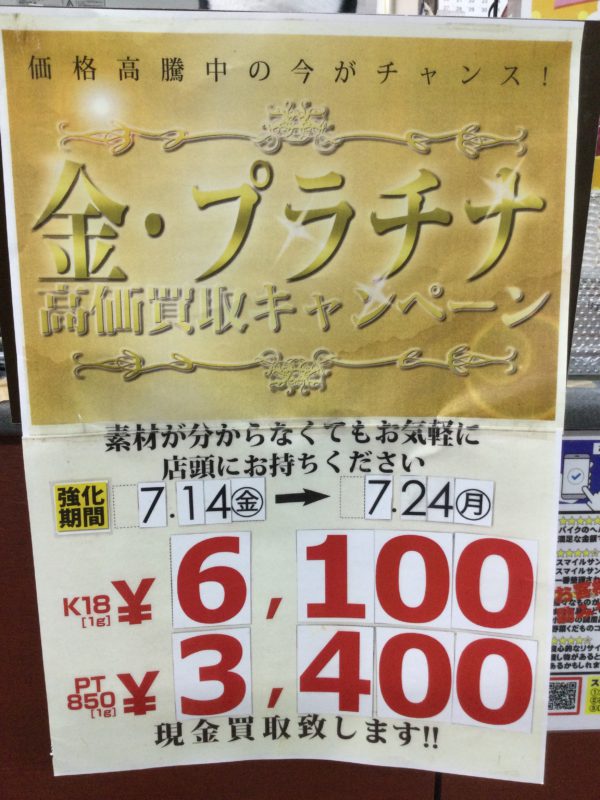 価格高騰中の今がチャンス!
金・プラチナ
高価買取キャンペーン
素材が分からなくてもお気軽に
店頭にお持ちください
強化期間 7.14㊎ → 7.24㊊
K18 [1g] ¥6,100
PT850 [1g] ¥3,400
現金買取致します!!